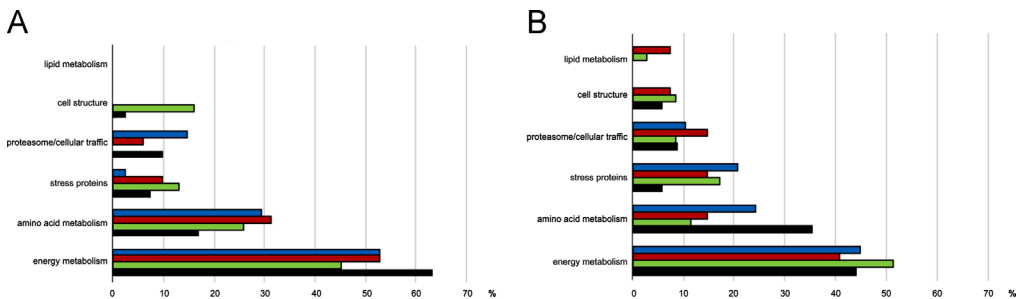 A
lipid metabolism
cell structure
proteasome/cellular traffic
stress proteins
amino acid metabolism
energy metabolism
0 10 20 30 40 50 60 70 %
B
lipid metabolism
cell structure
proteasome/cellular traffic
stress proteins
amino acid metabolism
energy metabolism
0 10 20 30 40 50 60 70 %